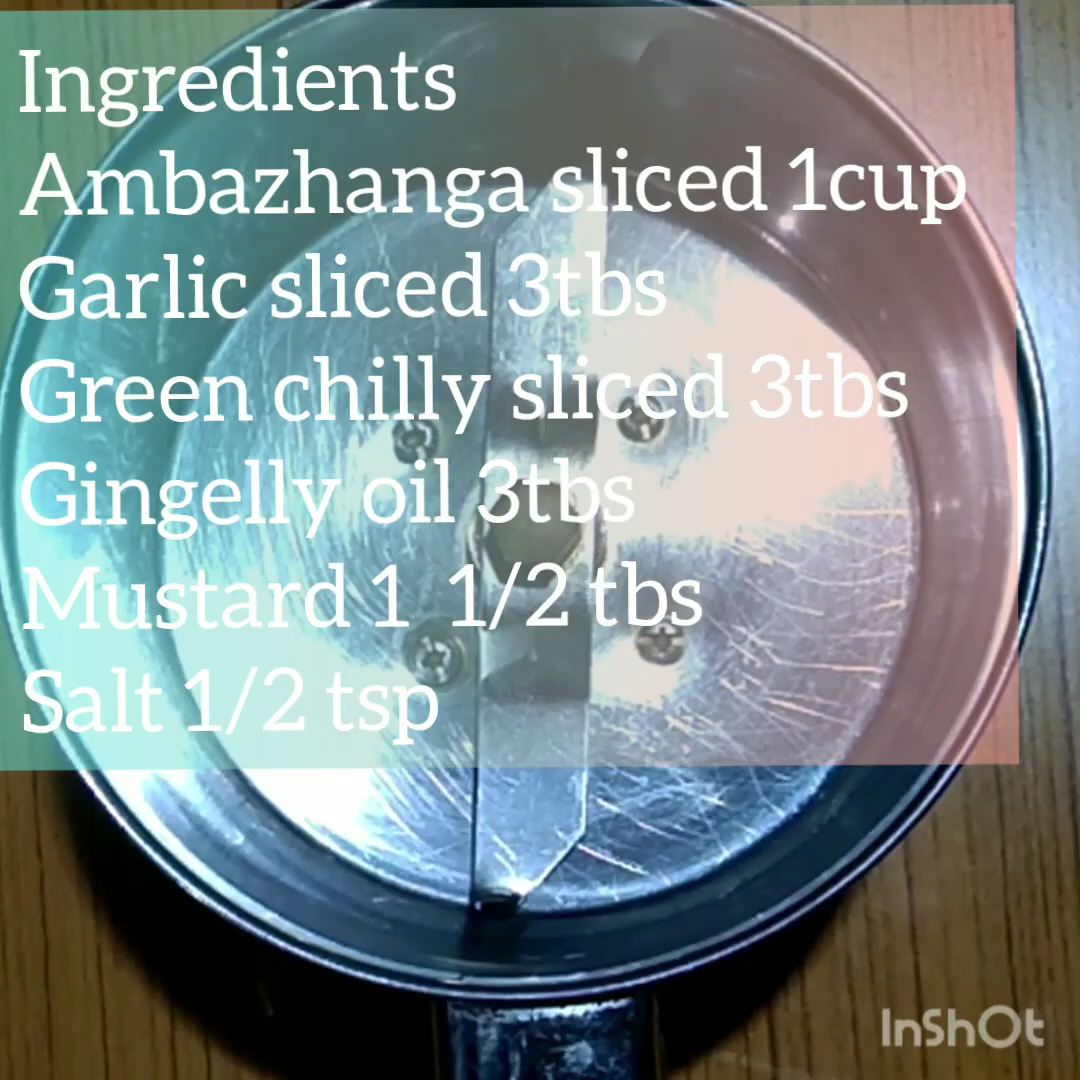 Ingredients
Ambazhanga sliced 1cup
Garlic sliced 3tbs
Green chilly sliced 3tbs
Gingelly oil 3tbs
Mustard 1 1/2 tbs
Salt 1/2 tsp
InShOt